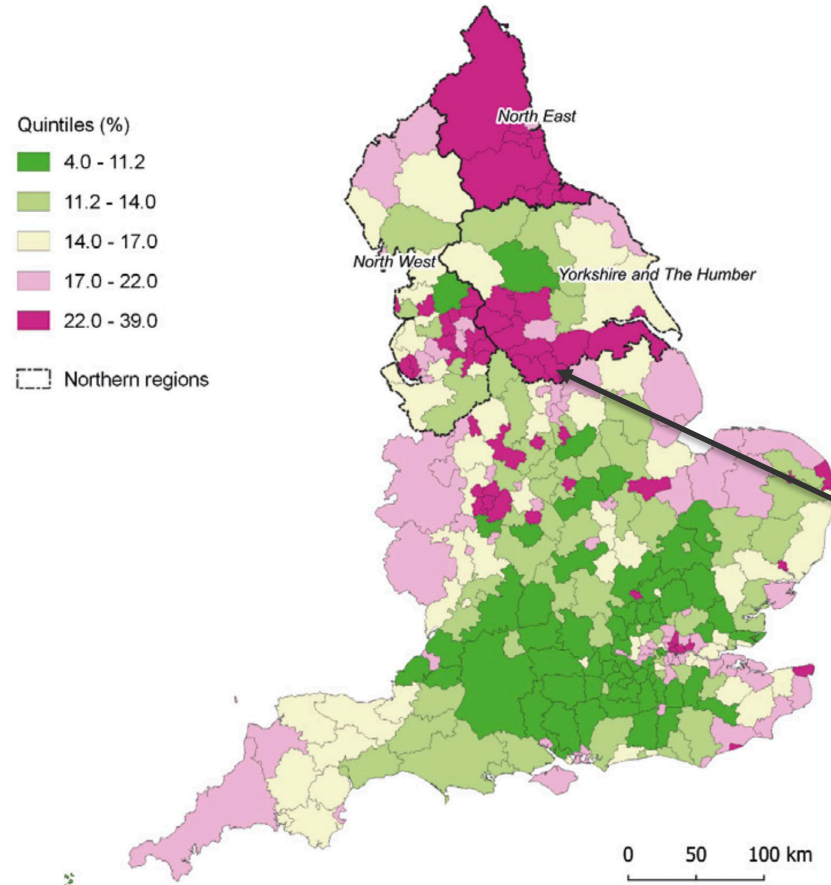 North East
Quintiles (%)
4.0 - 11.2
11.2 - 14.0
14.0 - 17.0
17.0 - 22.0
22.0 - 39.0
Northern regions
North West
Yorkshire and The Humber
0 50 100 km